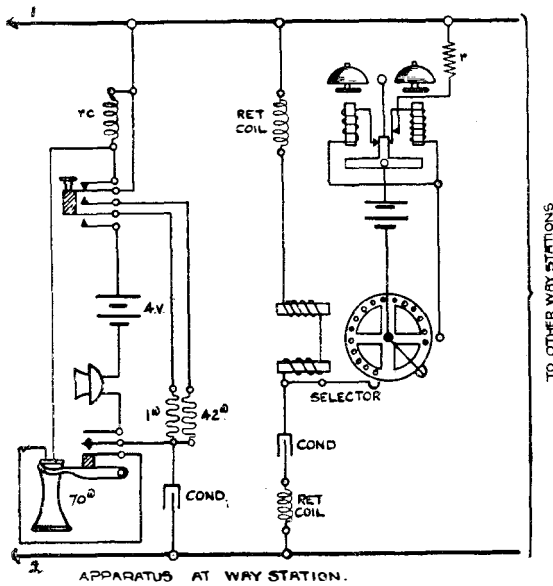 1
r
rc
RET
COIL
4.V.
SELECTOR
1ω
42ω
COND
COND.
70ω
RET
COIL
2
TO OTHER WAY STATIONS
APPARATUS AT WAY STATION.